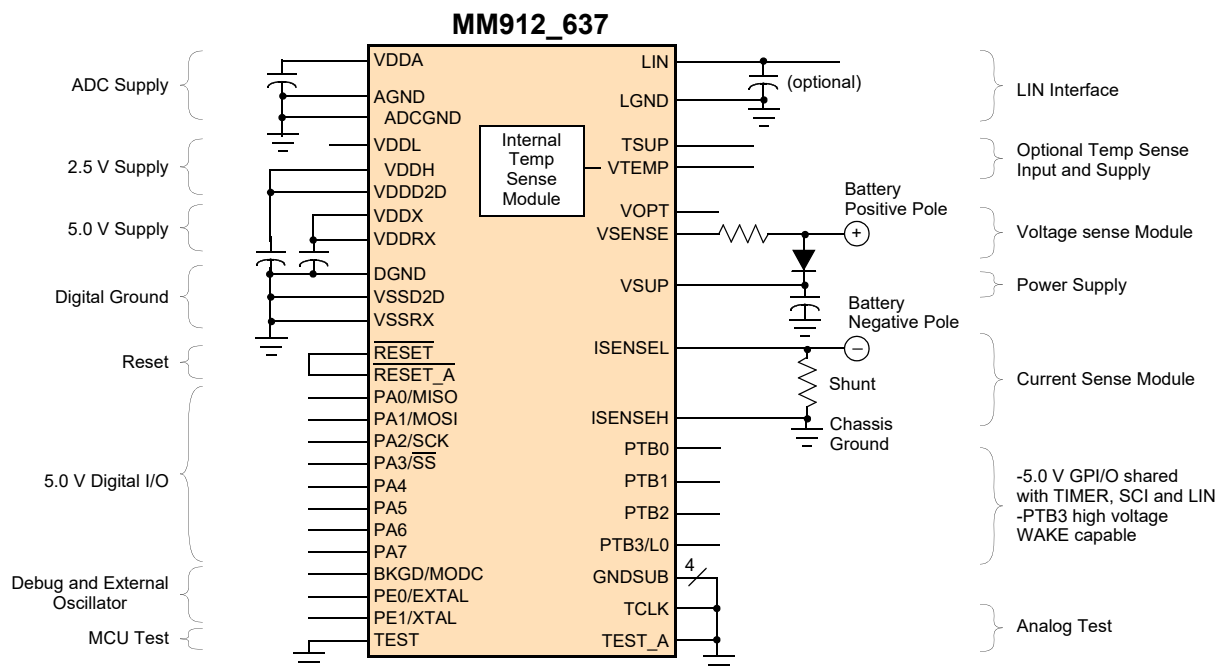 MM912_637
ADC Supply
2.5 V Supply
5.0 V Supply
Digital Ground
Reset
5.0 V Digital I/O
Debug and External
Oscillator
MCU Test
VDDA
AGND
ADCGND
VDDL
VDDH
VDDD2D
VDDX
VDDRX
DGND
VSSD2D
VSSRX
RESET
RESET_A
PA0/MISO
PA1/MOSI
PA2/SCK
PA3/SS
PA4
PA5
PA6
PA7
BKGD/MODC
PE0/EXTAL
PE1/XTAL
TEST
Internal
Temp
Sense
Module
LIN
LGND
TSUP
VTEMP
VOPT
VSENSE
VSUP
ISENSEL
ISENSEH
PTB0
PTB1
PTB2
PTB3/L0
GNDSUB
TCLK
TEST_A
(optional)
Battery
Positive Pole
+
Battery
Negative Pole
–
Shunt
Chassis
Ground
4
LIN Interface
Optional Temp Sense
Input and Supply
Voltage sense Module
Power Supply
Current Sense Module
-5.0 V GPI/O shared
with TIMER, SCI and LIN
-PTB3 high voltage
WAKE capable
Analog Test